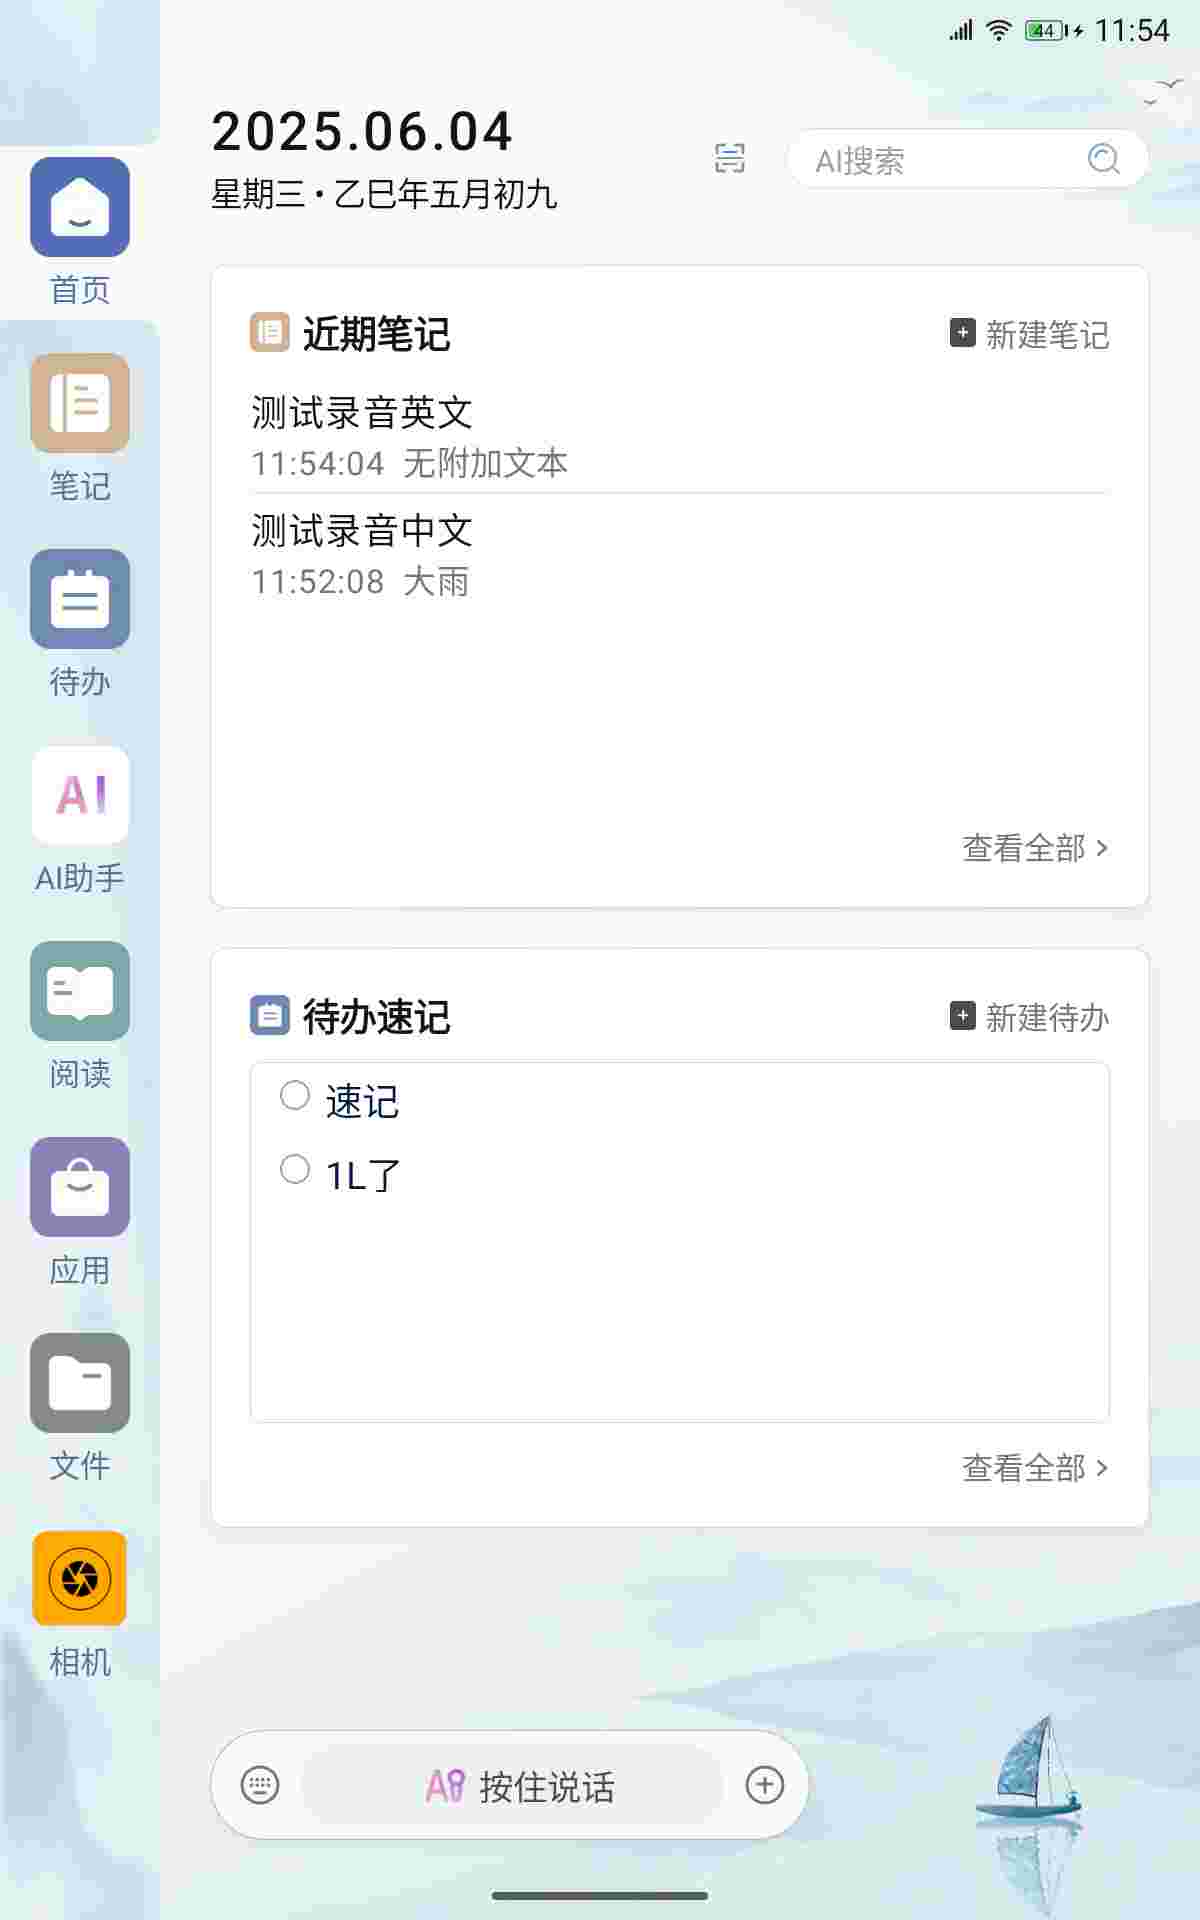 44 11:54
2025.06.04
星期三·乙巳年五月初九
AI搜索
首页
笔记
待办
AI
AI助手
阅读
应用
文件
相机
近期笔记
新建笔记
测试录音英文
11:54:04 无附加文本
测试录音中文
11:52:08 大雨
查看全部
待办速记
新建待办
速记
1L了
查看全部
AI 按住说话